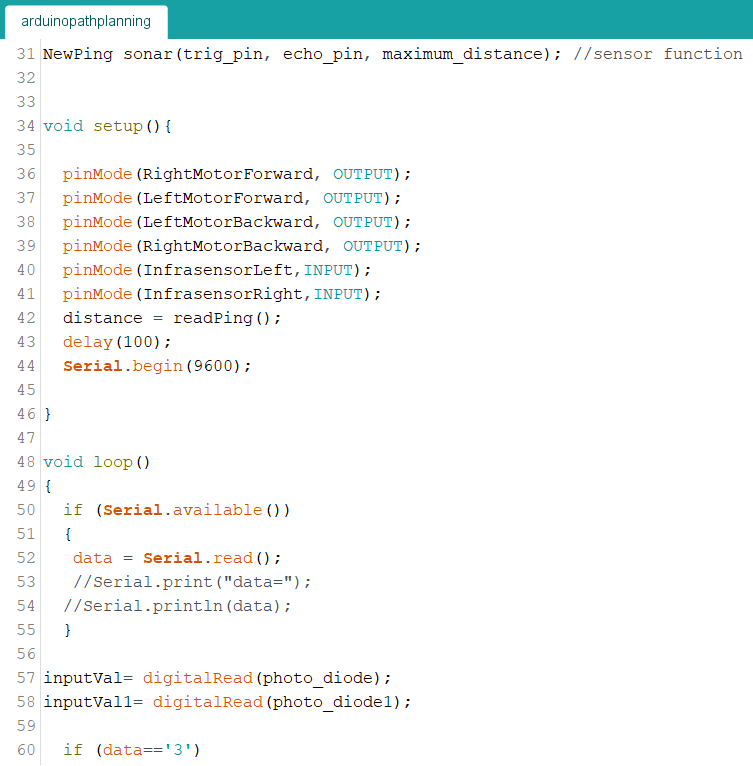 arduinopathplanning
31 NewPing sonar(trig_pin, echo_pin, maximum_distance); //sensor function
32
33
34 void setup(){
35
36   pinMode(RightMotorForward, OUTPUT);
37   pinMode(LeftMotorForward, OUTPUT);
38   pinMode(LeftMotorBackward, OUTPUT);
39   pinMode(RightMotorBackward, OUTPUT);
40   pinMode(InfrasensorLeft,INPUT);
41   pinMode(InfrasensorRight,INPUT);
42   distance = readPing();
43   delay(100);
44   Serial.begin(9600);
45
46 }
47
48 void loop()
49 {
50   if (Serial.available())
51   {
52    data = Serial.read();
53    //Serial.print("data=");
54   //Serial.println(data);
55   }
56
57 inputVal= digitalRead(photo_diode);
58 inputVal1= digitalRead(photo_diode1);
59
60   if (data=='3')